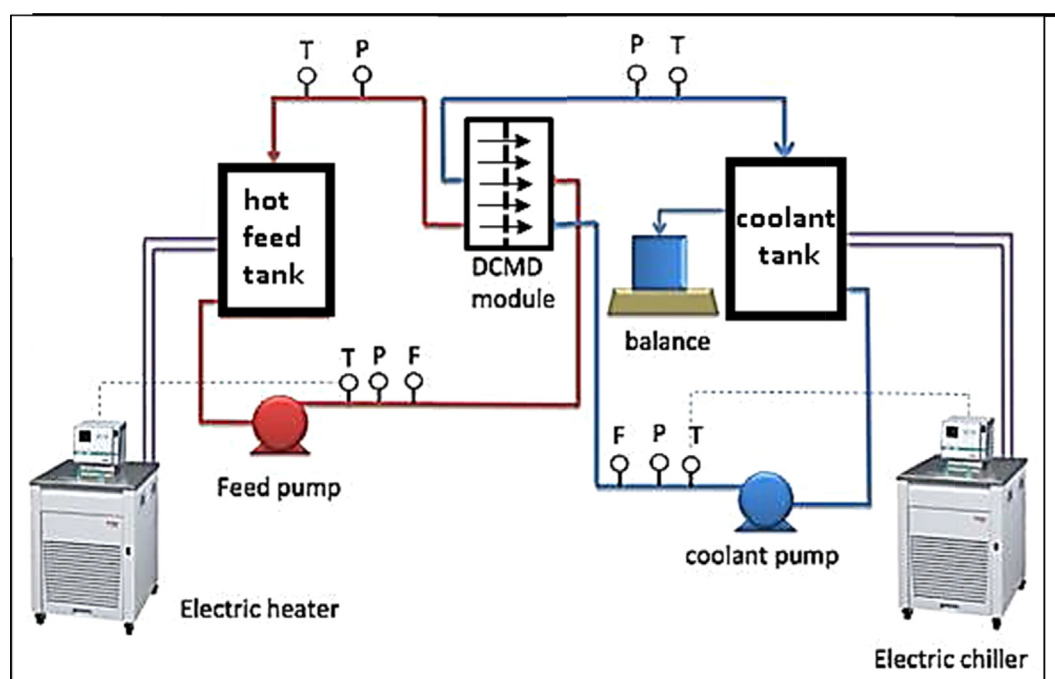 T P
P T
hot
feed
tank
DCMD
module
coolant
tank
balance
T P F
F P T
Feed pump
coolant pump
Electric heater
Electric chiller